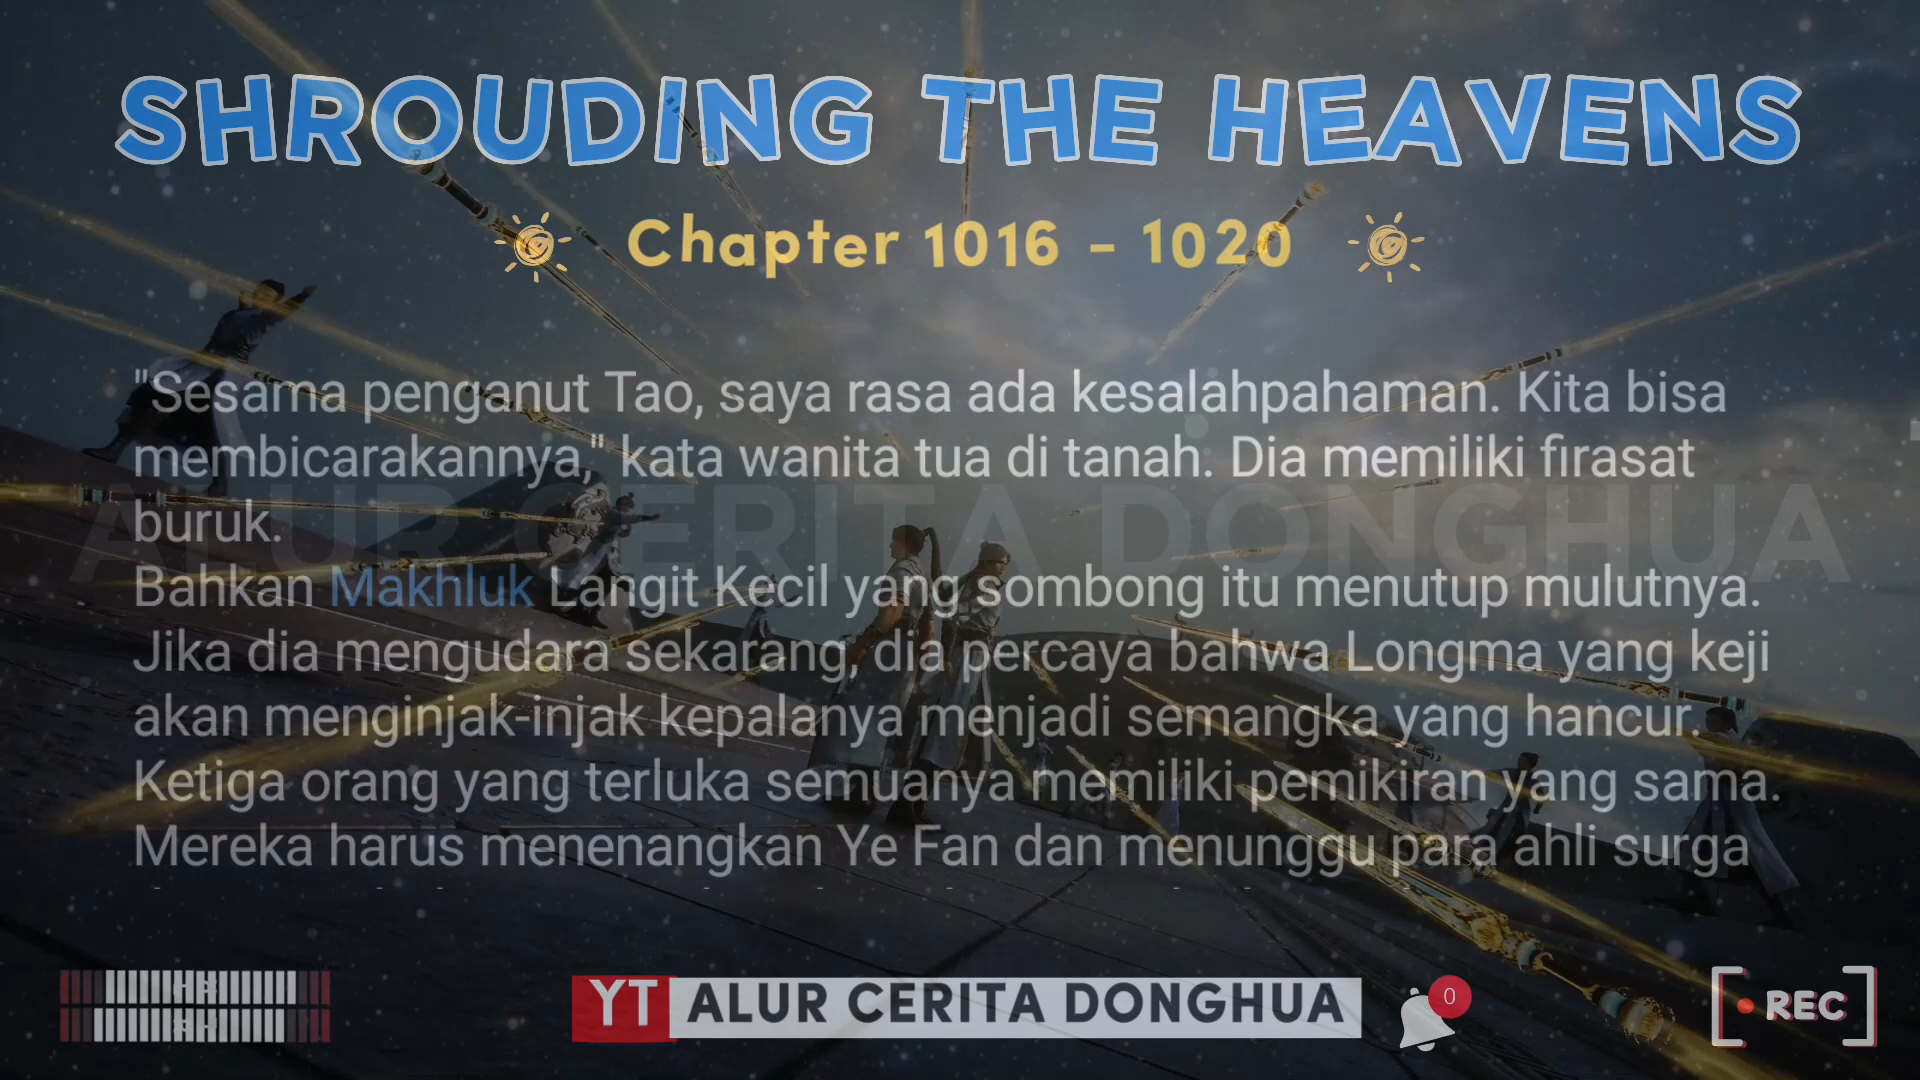 SHROUDING THE HEAVENS
Chapter 1016 - 1020
"Sesama penganut Tao, saya rasa ada kesalahpahaman. Kita bisa
membicarakannya," kata wanita tua di tanah. Dia memiliki firasat
buruk.
ALUR CERITA DONGHUA
Bahkan Makhluk Langit Kecil yang sombong itu menutup mulutnya.
Jika dia mengudara sekarang, dia percaya bahwa Longma yang keji
akan menginjak-injak kepalanya menjadi semangka yang hancur.
Ketiga orang yang terluka semuanya memiliki pemikiran yang sama.
Mereka harus menenangkan Ye Fan dan menunggu para ahli surga
YT ALUR CERITA DONGHUA
0
REC